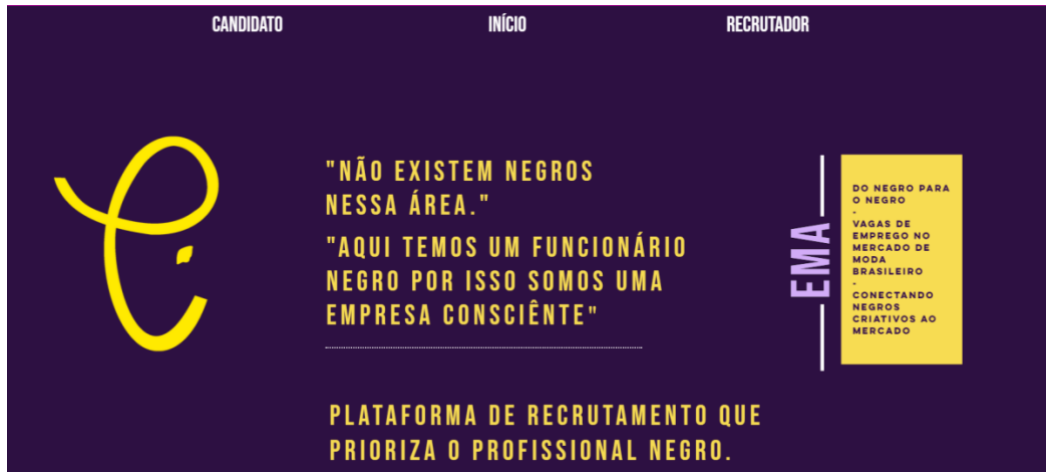 CANDIDATO
INÍCIO
RECRUTADOR
"NÃO EXISTEM NEGROS
NESSA ÁREA."
"AQUI TEMOS UM FUNCIONÁRIO
NEGRO POR ISSO SOMOS UMA
EMPRESA CONSCIÊNTE"
PLATAFORMA DE RECRUTAMENTO QUE
PRIORIZA O PROFISSIONAL NEGRO.
EMA
DO NEGRO PARA
O NEGRO
-
VAGAS DE
EMPREGO NO
MERCADO DE
MODA
BRASILEIRO
-
CONECTANDO
NEGROS
CRIATIVOS AO
MERCADO